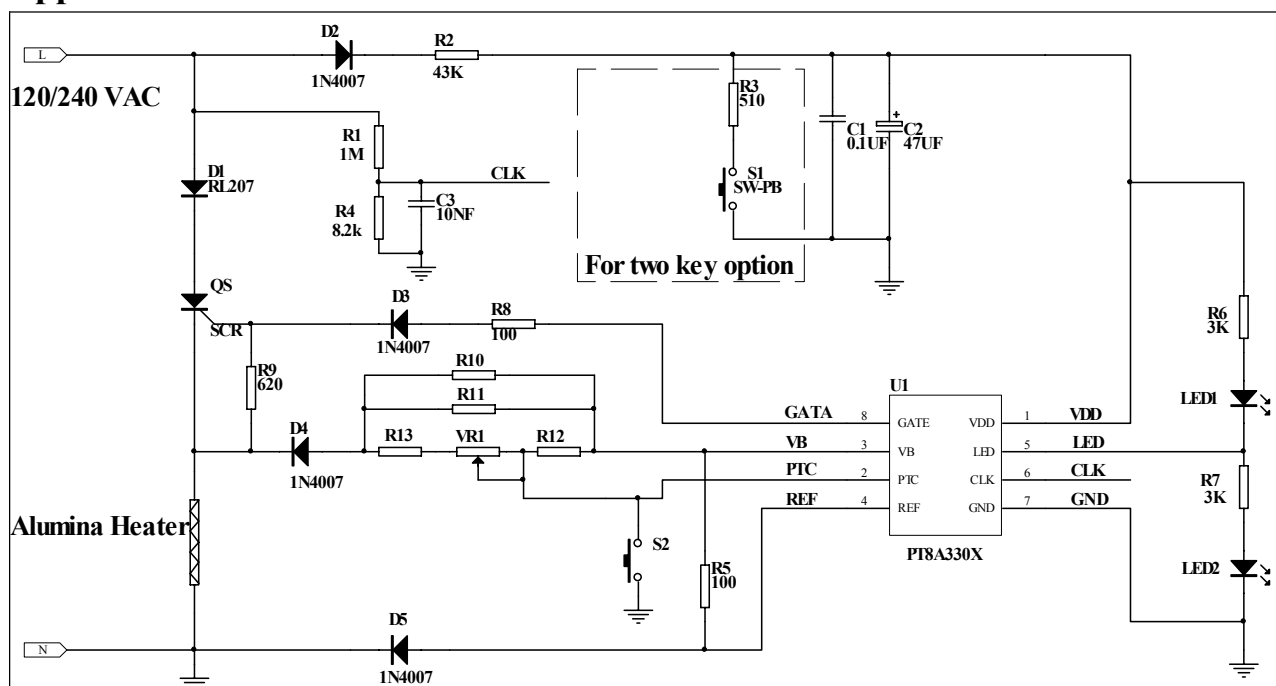 L
120/240 VAC
D2
1N4007
R2
43K
R1
1M
CLK
R4
8.2k
C3
10NF
D1
RL207
R3
510
S1
SW-PB
C1
0.1UF
C2
47UF
+
For two key option
QS
SCR
D3
1N4007
R8
100
R9
620
R10
R11
D4
1N4007
R13
VR1
R12
GATA
VB
PTC
REF
8
3
2
4
U1
GATE
VB
PTC
REF
VDD
LED
CLK
GND
PT8A330X
1
5
6
7
VDD
LED
CLK
GND
R6
3K
LED1
R7
3K
LED2
Alumina Heater
S2
R5
100
D5
1N4007
N